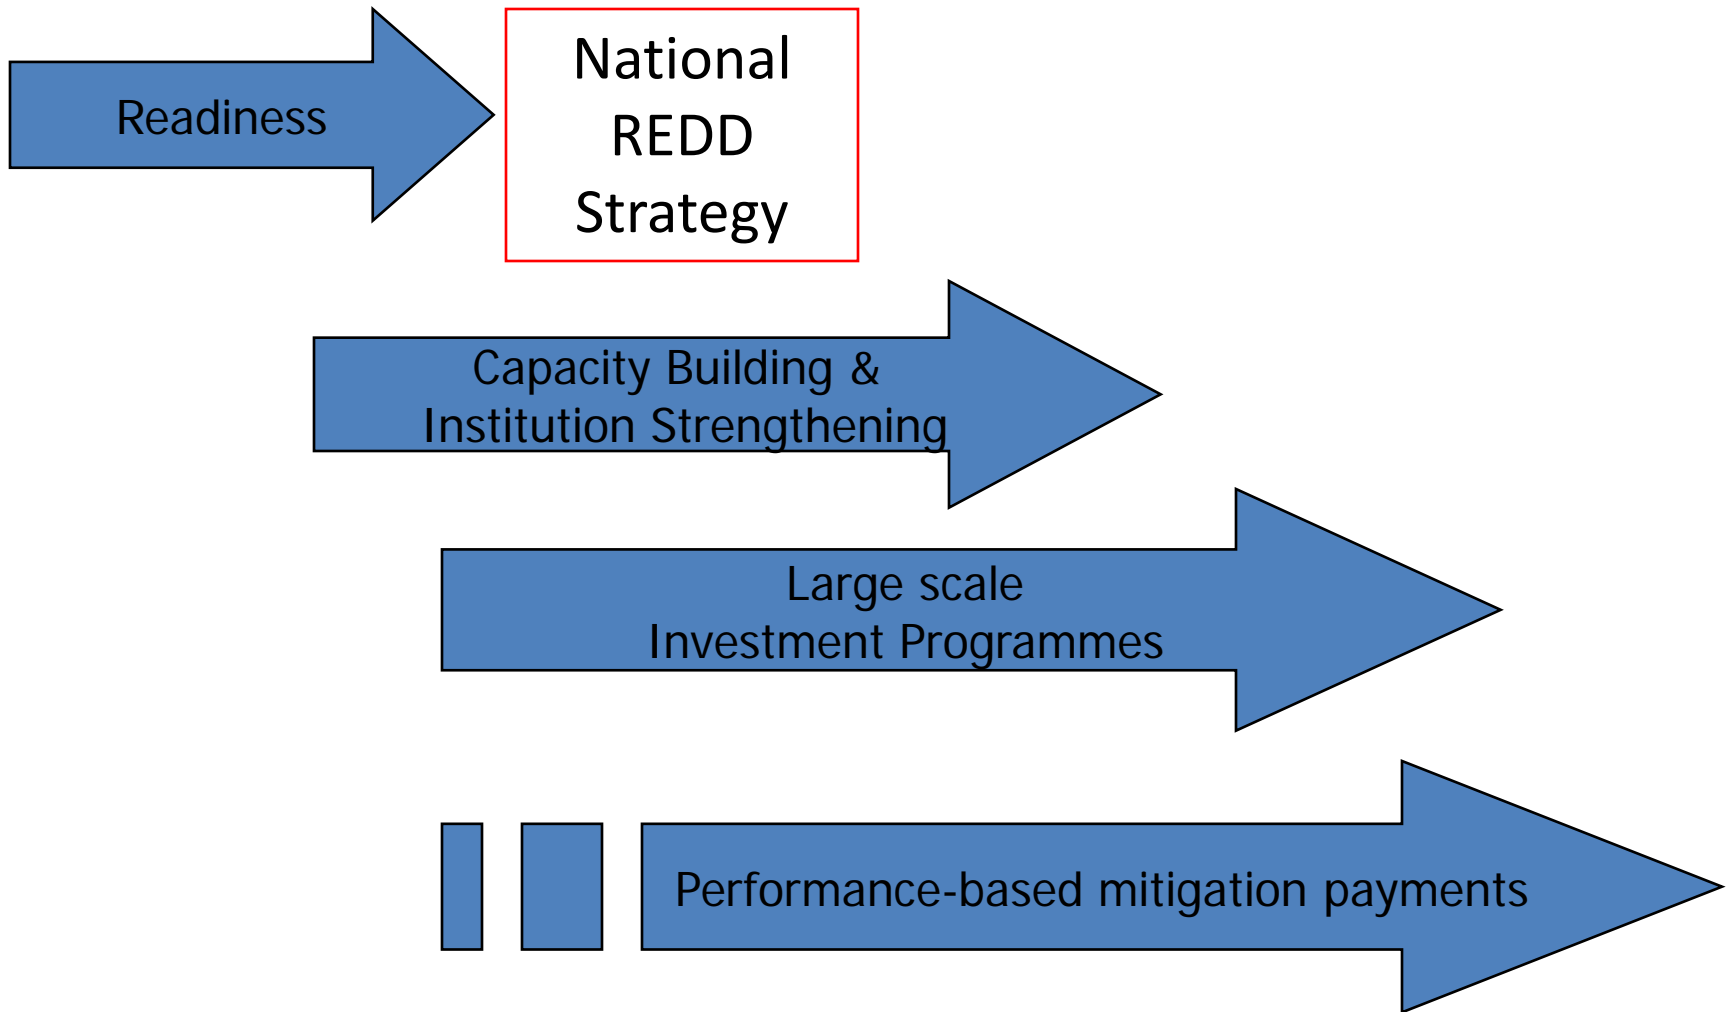 Readiness
National
REDD
Strategy
Capacity Building &
Institution Strengthening
Large scale
Investment Programmes
Performance-based mitigation payments